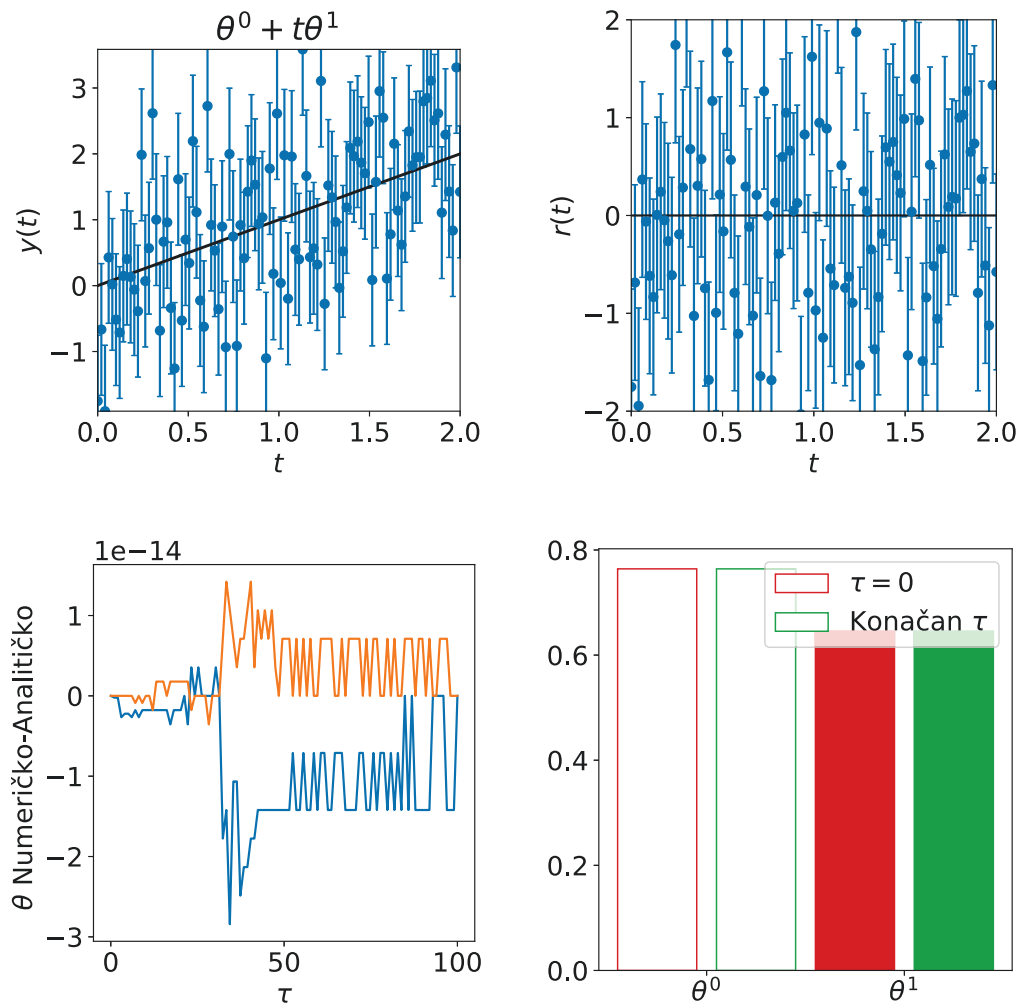 θ⁰ + tθ¹
y(t)
3
2
1
0
−1
0.0 0.5 1.0 1.5 2.0
t
r(t)
2
1
0
−1
−2
0.0 0.5 1.0 1.5 2.0
t
1e−14
θ Numeričko-Analitičko
1
0
−1
−2
−3
0 50 100
τ
0.8
0.6
0.4
0.2
0.0
τ = 0
Konačan τ
θ⁰ θ¹